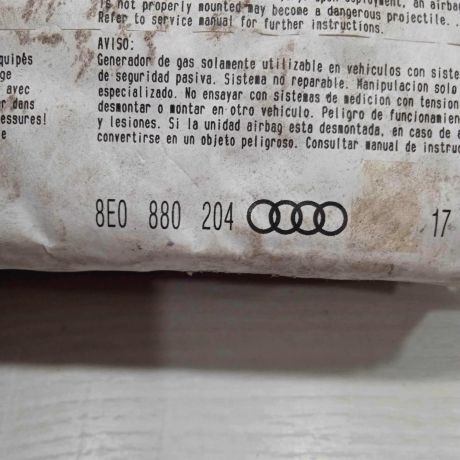 deployment, an airbag
is not properly mounted may become a dangerous projectile.
Refer to service manual for further instructions.
AVISO:
Generador de gas solamente utilizable en vehiculos con siste
de seguridad pasiva. Sistema no reparable. Manipulacion solo
especializado. No ensayar con sistemas de medicion con tension
desmontar o montar en otro vehiculo. Peligro de funcionamien
y lesiones. Si la unidad airbag esta desmontada, en caso de a
convertirse en un objeto peligroso. Consultar manual de instruc
quipés
ge
avec
r dans
essures!
e
8E0 880 204
17